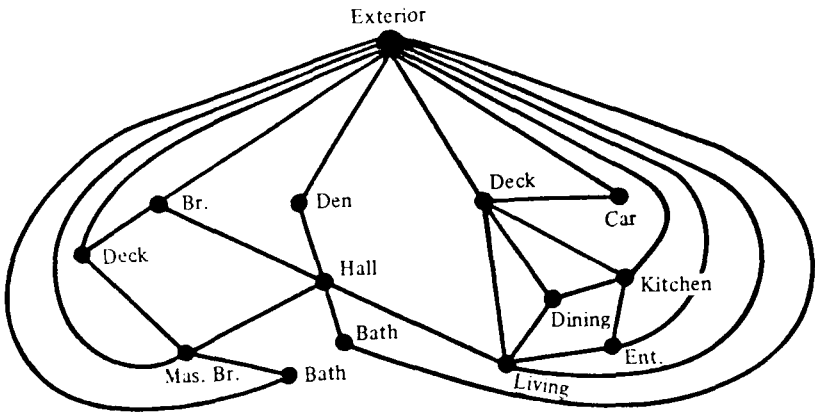 Exterior
Br.
Den
Deck
Car
Deck
Hall
Kitchen
Dining
Bath
Ent.
Mas. Br.
Bath
Living